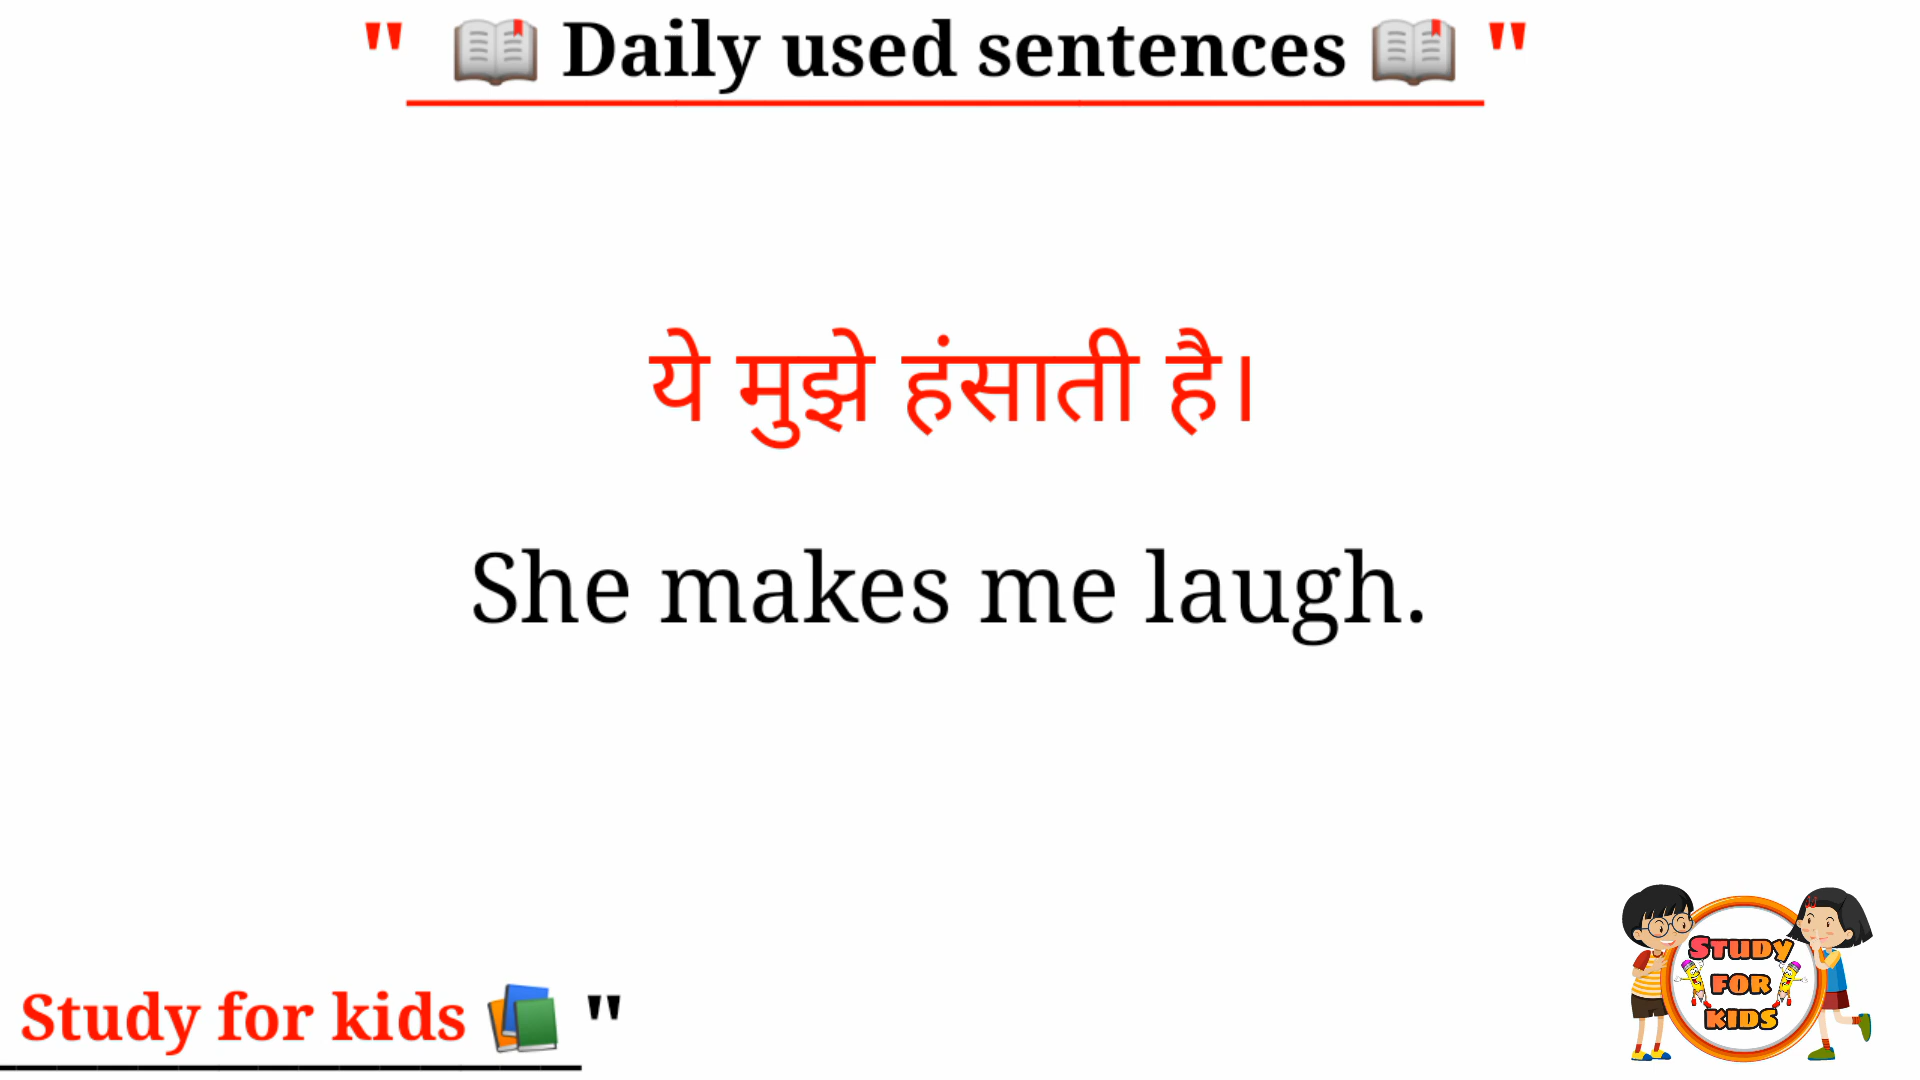 " 📖 Daily used sentences 📖 "
ये मुझे हंसाती है।
She makes me laugh.
Study for kids 📚 "
STUDY
FOR
KIDS